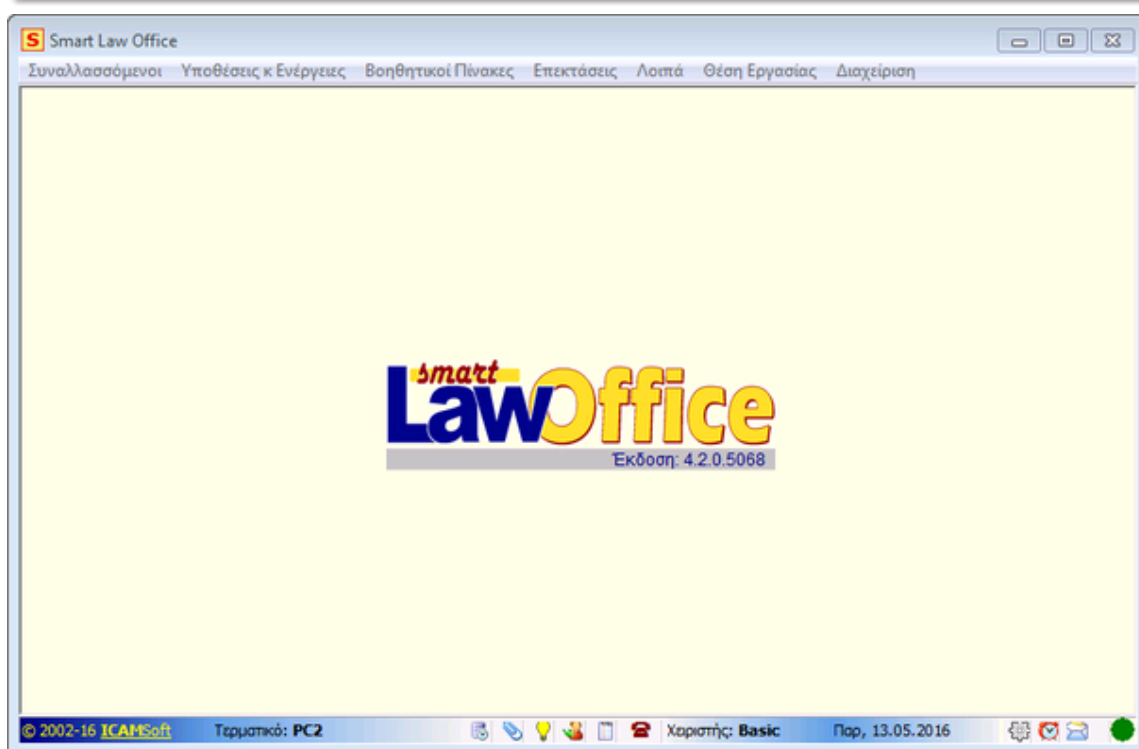 Smart Law Office
Συναλλασσόμενοι Υποθέσεις κ Ενέργειες Βοηθητικοί Πίνακες Επεκτάσεις Λοιπά Θέση Εργασίας Διαχείριση
smart
LawOffice
Έκδοση: 4.2.0.5068
© 2002-16 ICAMSoft Τερματικό: PC2 Χειριστής: Basic Παρ, 13.05.2016